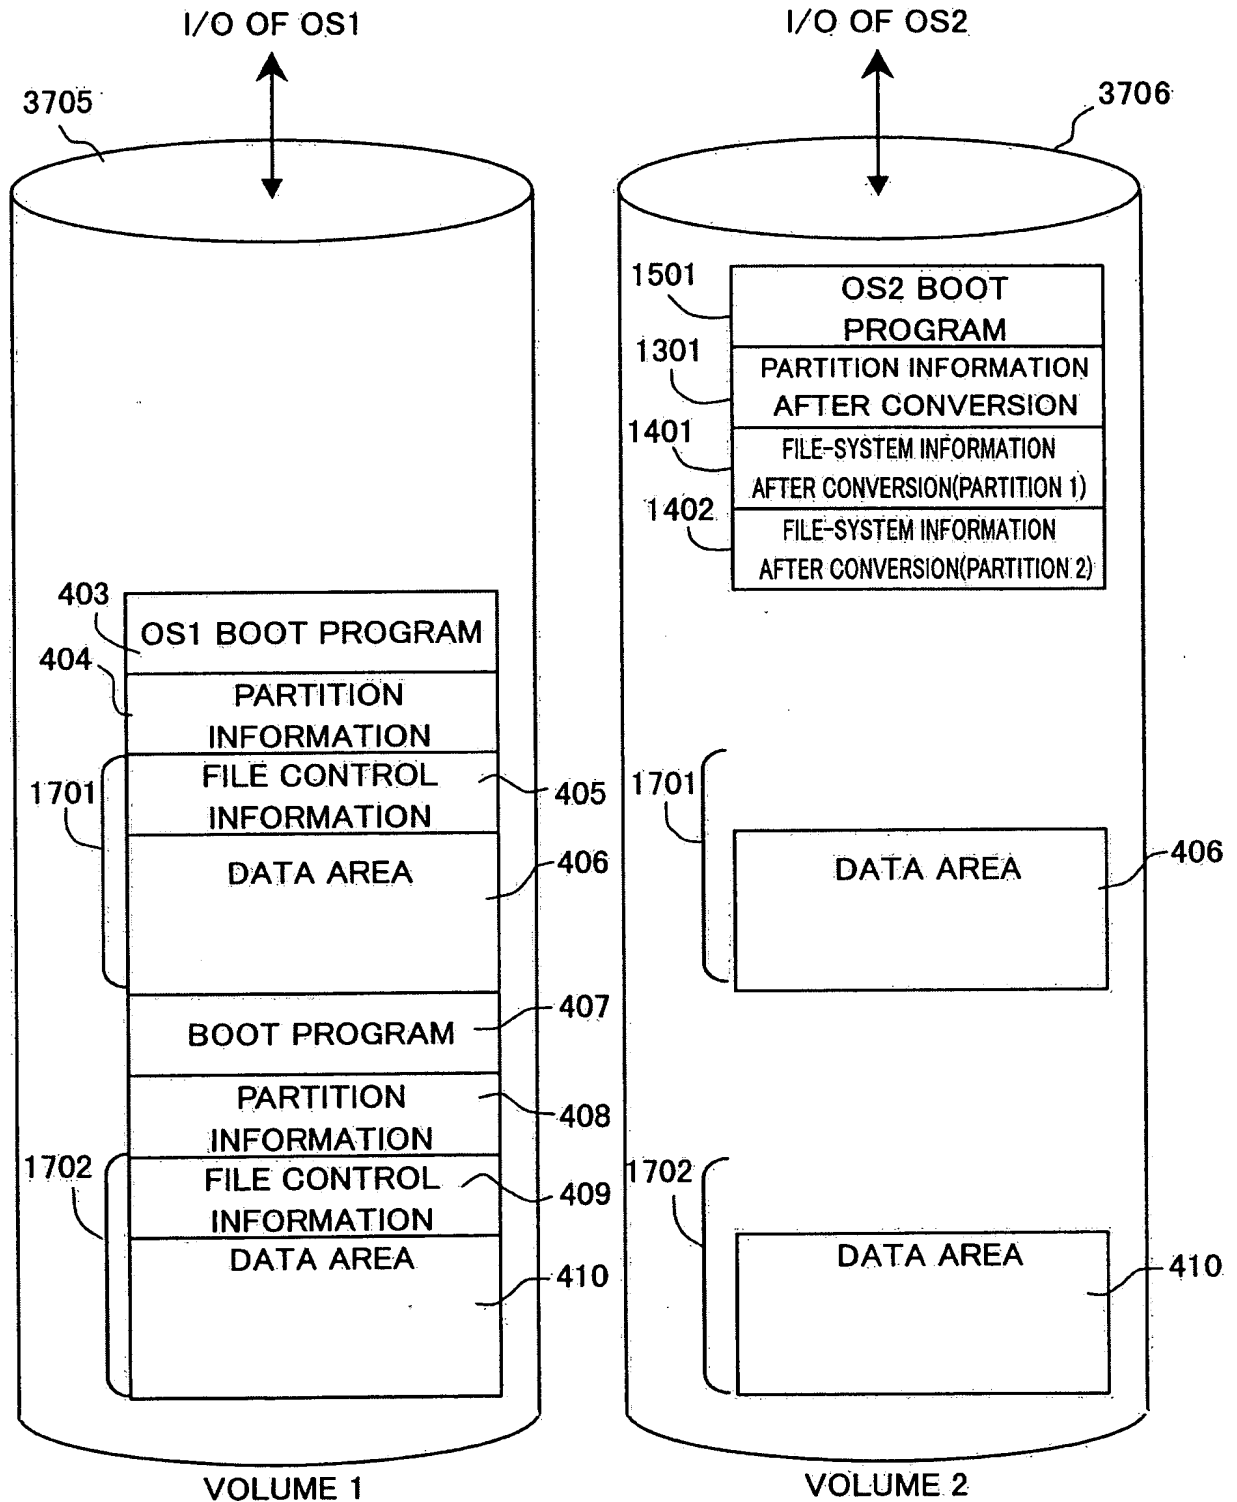 I/O OF OS1
3705
403
OS1 BOOT PROGRAM
404
PARTITION
INFORMATION
1701
FILE CONTROL
INFORMATION
405
DATA AREA
406
BOOT PROGRAM
407
PARTITION
INFORMATION
408
1702
FILE CONTROL
INFORMATION
409
DATA AREA
410
VOLUME 1
I/O OF OS2
3706
1501
OS2 BOOT
PROGRAM
1301
PARTITION INFORMATION
AFTER CONVERSION
1401
FILE-SYSTEM INFORMATION
AFTER CONVERSION(PARTITION 1)
1402
FILE-SYSTEM INFORMATION
AFTER CONVERSION(PARTITION 2)
1701
DATA AREA
406
1702
DATA AREA
410
VOLUME 2